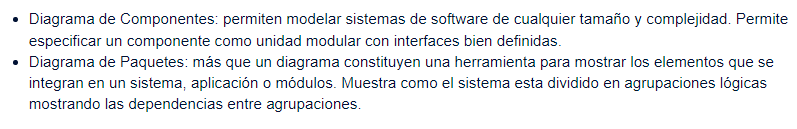 • Diagrama de Componentes: permiten modelar sistemas de software de cualquier tamaño y complejidad. Permite
especificar un componente como unidad modular con interfaces bien definidas.
• Diagrama de Paquetes: más que un diagrama constituyen una herramienta para mostrar los elementos que se
integran en un sistema, aplicación o módulos. Muestra como el sistema esta dividido en agrupaciones lógicas
mostrando las dependencias entre agrupaciones.